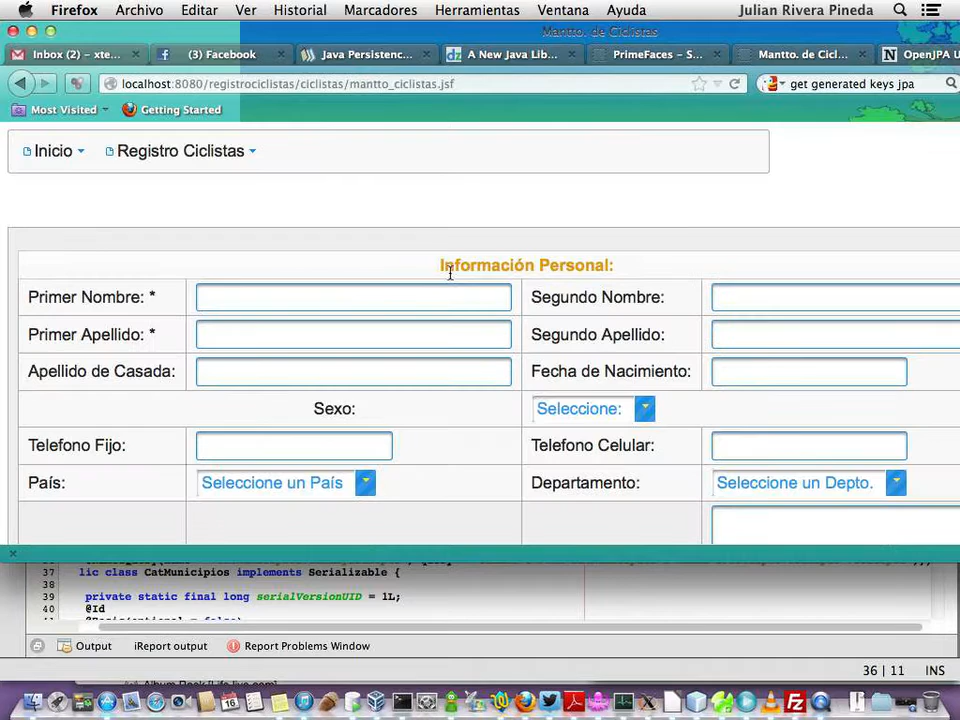 Firefox Archivo Editar Ver Historial Marcadores Herramientas Ventana Ayuda Julian Rivera Pineda
Mantto. de Ciclistas
Inbox (2) – xte... × (3) Facebook × Java Persistenc... × A New Java Lib... × PrimeFaces – S... × Mantto. de Cicl... × OpenJPA U
localhost:8080/registrociclistas/ciclistas/mantto_ciclistas.jsf get generated keys jpa
Most Visited Getting Started
Inicio Registro Ciclistas
Información Personal:
Primer Nombre: * Segundo Nombre:
Primer Apellido: * Segundo Apellido:
Apellido de Casada: Fecha de Nacimiento:
Sexo: Seleccione:
Telefono Fijo: Telefono Celular:
País: Seleccione un País Departamento: Seleccione un Depto.
37 lic class CatMunicipios implements Serializable {
38
39 private static final long serialVersionUID = 1L;
40 @Id
Output iReport output Report Problems Window
36 | 11 INS